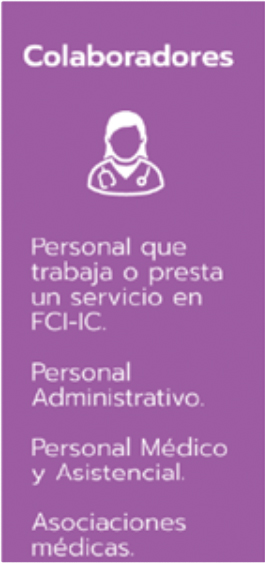 Colaboradores
Personal que
trabaja o presta
un servicio en
FCI-IC.
Personal
Administrativo.
Personal Médico
y Asistencial.
Asociaciones
médicas.